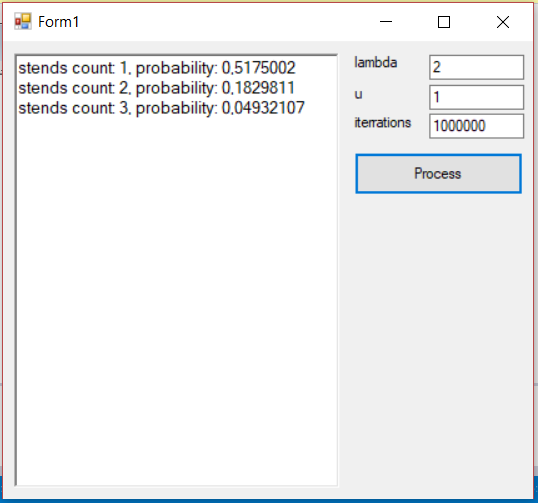 Form1
stends count: 1, probability: 0,5175002
stends count: 2, probability: 0,1829811
stends count: 3, probability: 0,04932107
lambda
2
u
1
iterrations
1000000
Process